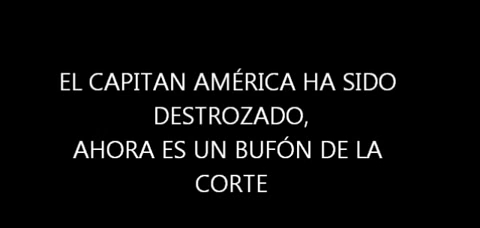 EL CAPITAN AMÉRICA HA SIDO
DESTROZADO,
AHORA ES UN BUFÓN DE LA
CORTE